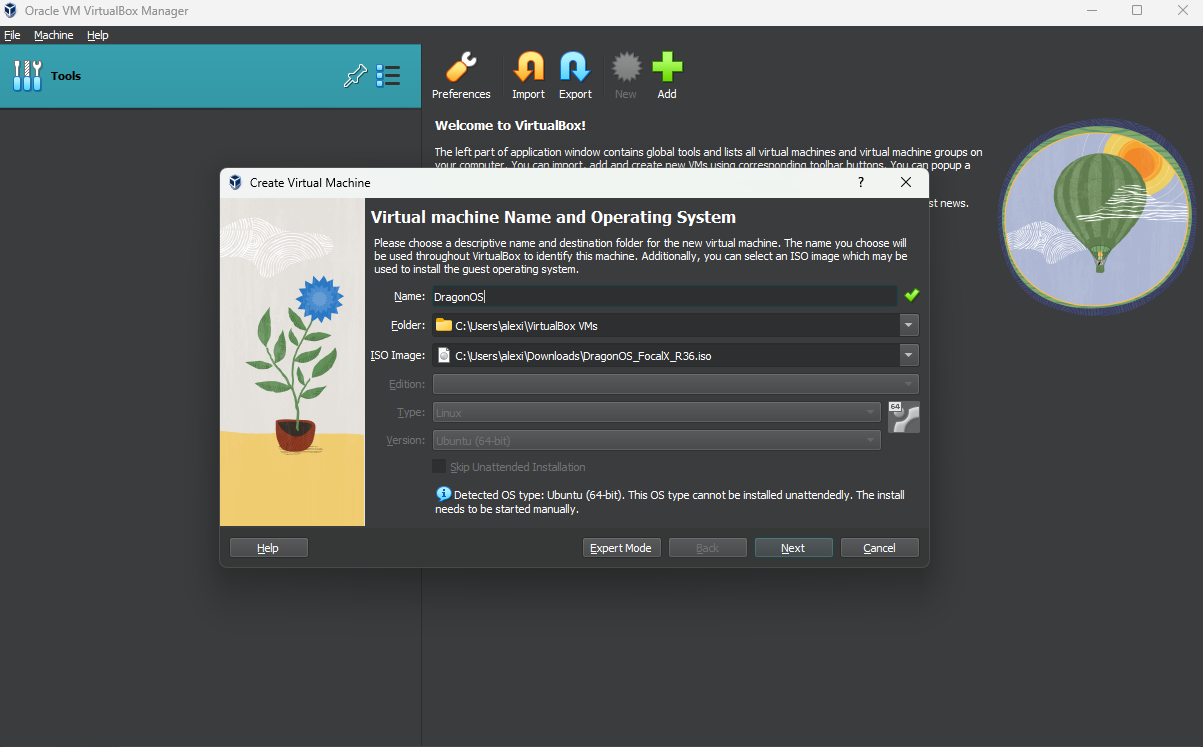 Oracle VM VirtualBox Manager
File Machine Help
Tools
Preferences Import Export New Add
Welcome to VirtualBox!
The left part of application window contains global tools and lists all virtual machines and virtual machine groups on
your computer. You can import, add and create new VMs using corresponding toolbar buttons. You can popup a
st news.
Create Virtual Machine ?
Virtual machine Name and Operating System
Please choose a descriptive name and destination folder for the new virtual machine. The name you choose will
be used throughout VirtualBox to identify this machine. Additionally, you can select an ISO image which may be
used to install the guest operating system.
Name: DragonOS
Folder: C:\Users\alexi\VirtualBox VMs
ISO Image: C:\Users\alexi\Downloads\DragonOS_FocalX_R36.iso
Edition:
Type: Linux
64
Version: Ubuntu (64-bit)
Skip Unattended Installation
Detected OS type: Ubuntu (64-bit). This OS type cannot be installed unattendedly. The install
needs to be started manually.
Help Expert Mode Back Next Cancel